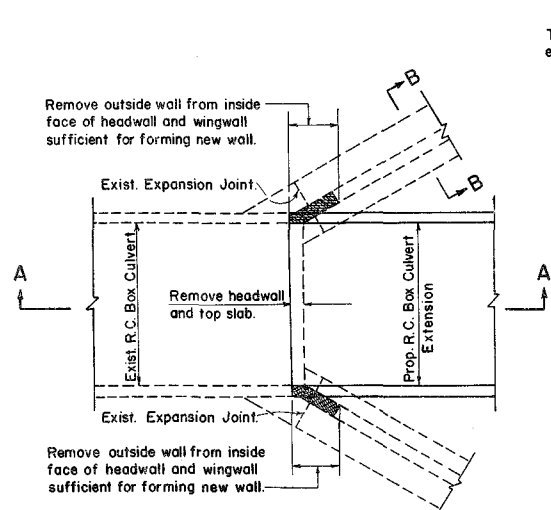 T
e
B
Remove outside wall from inside
face of headwall and wingwall
sufficient for forming new wall.
Exist. Expansion Joint.
B
A
A
Exist. R.C. Box Culvert
Remove headwall
and top slab.
Prop. R.C. Box Culvert
Extension
Exist. Expansion Joint.
Remove outside wall from inside
face of headwall and wingwall
sufficient for forming new wall.